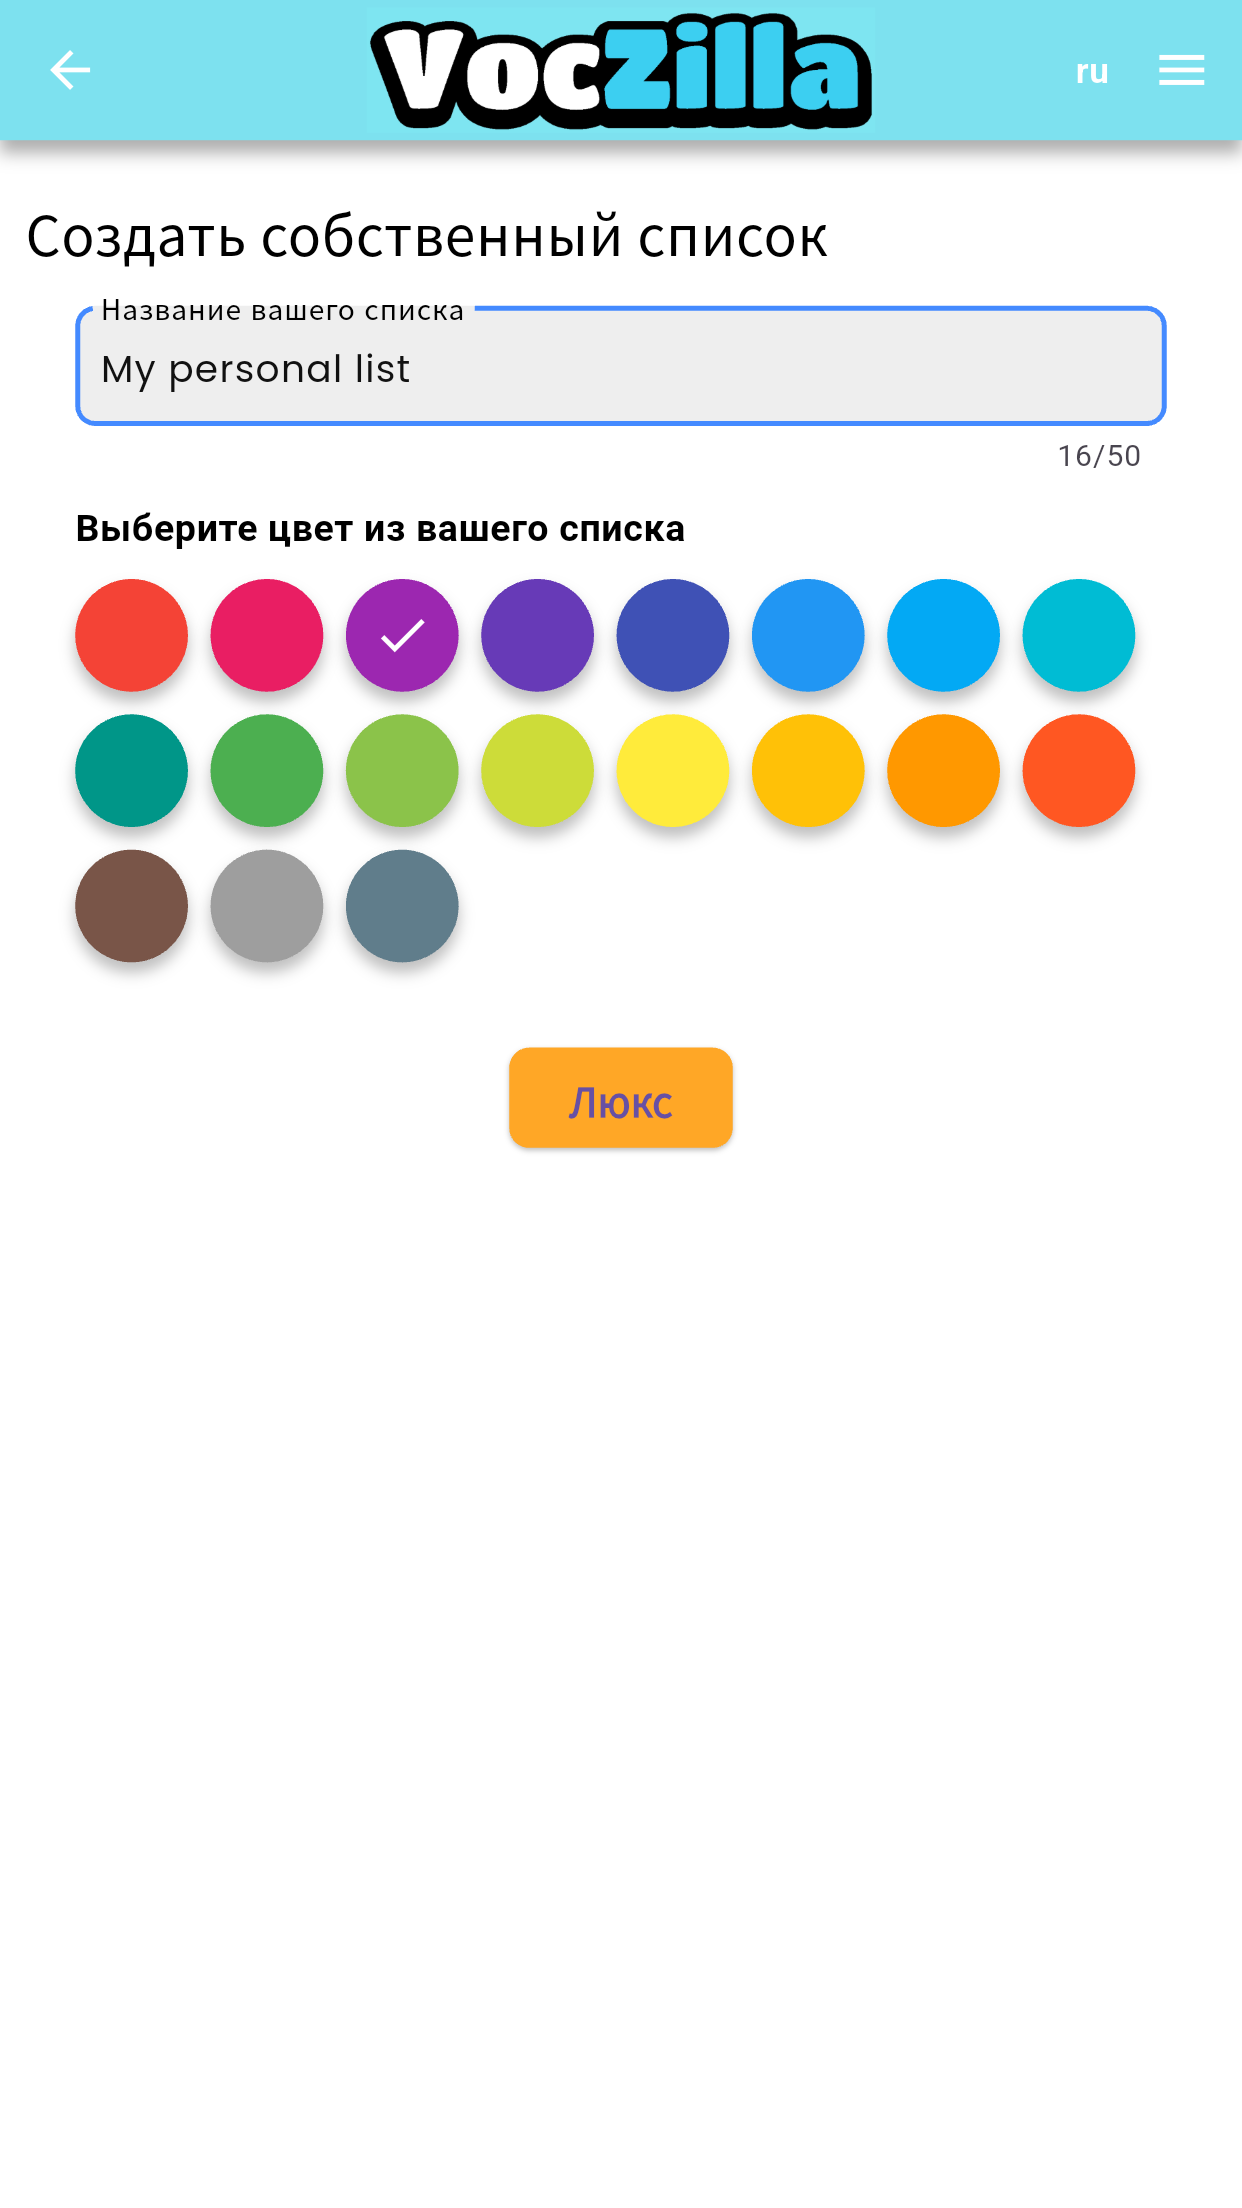 VocZilla
ru
Создать собственный список
Название вашего списка
My personal list
16/50
Выберите цвет из вашего списка
Люкс